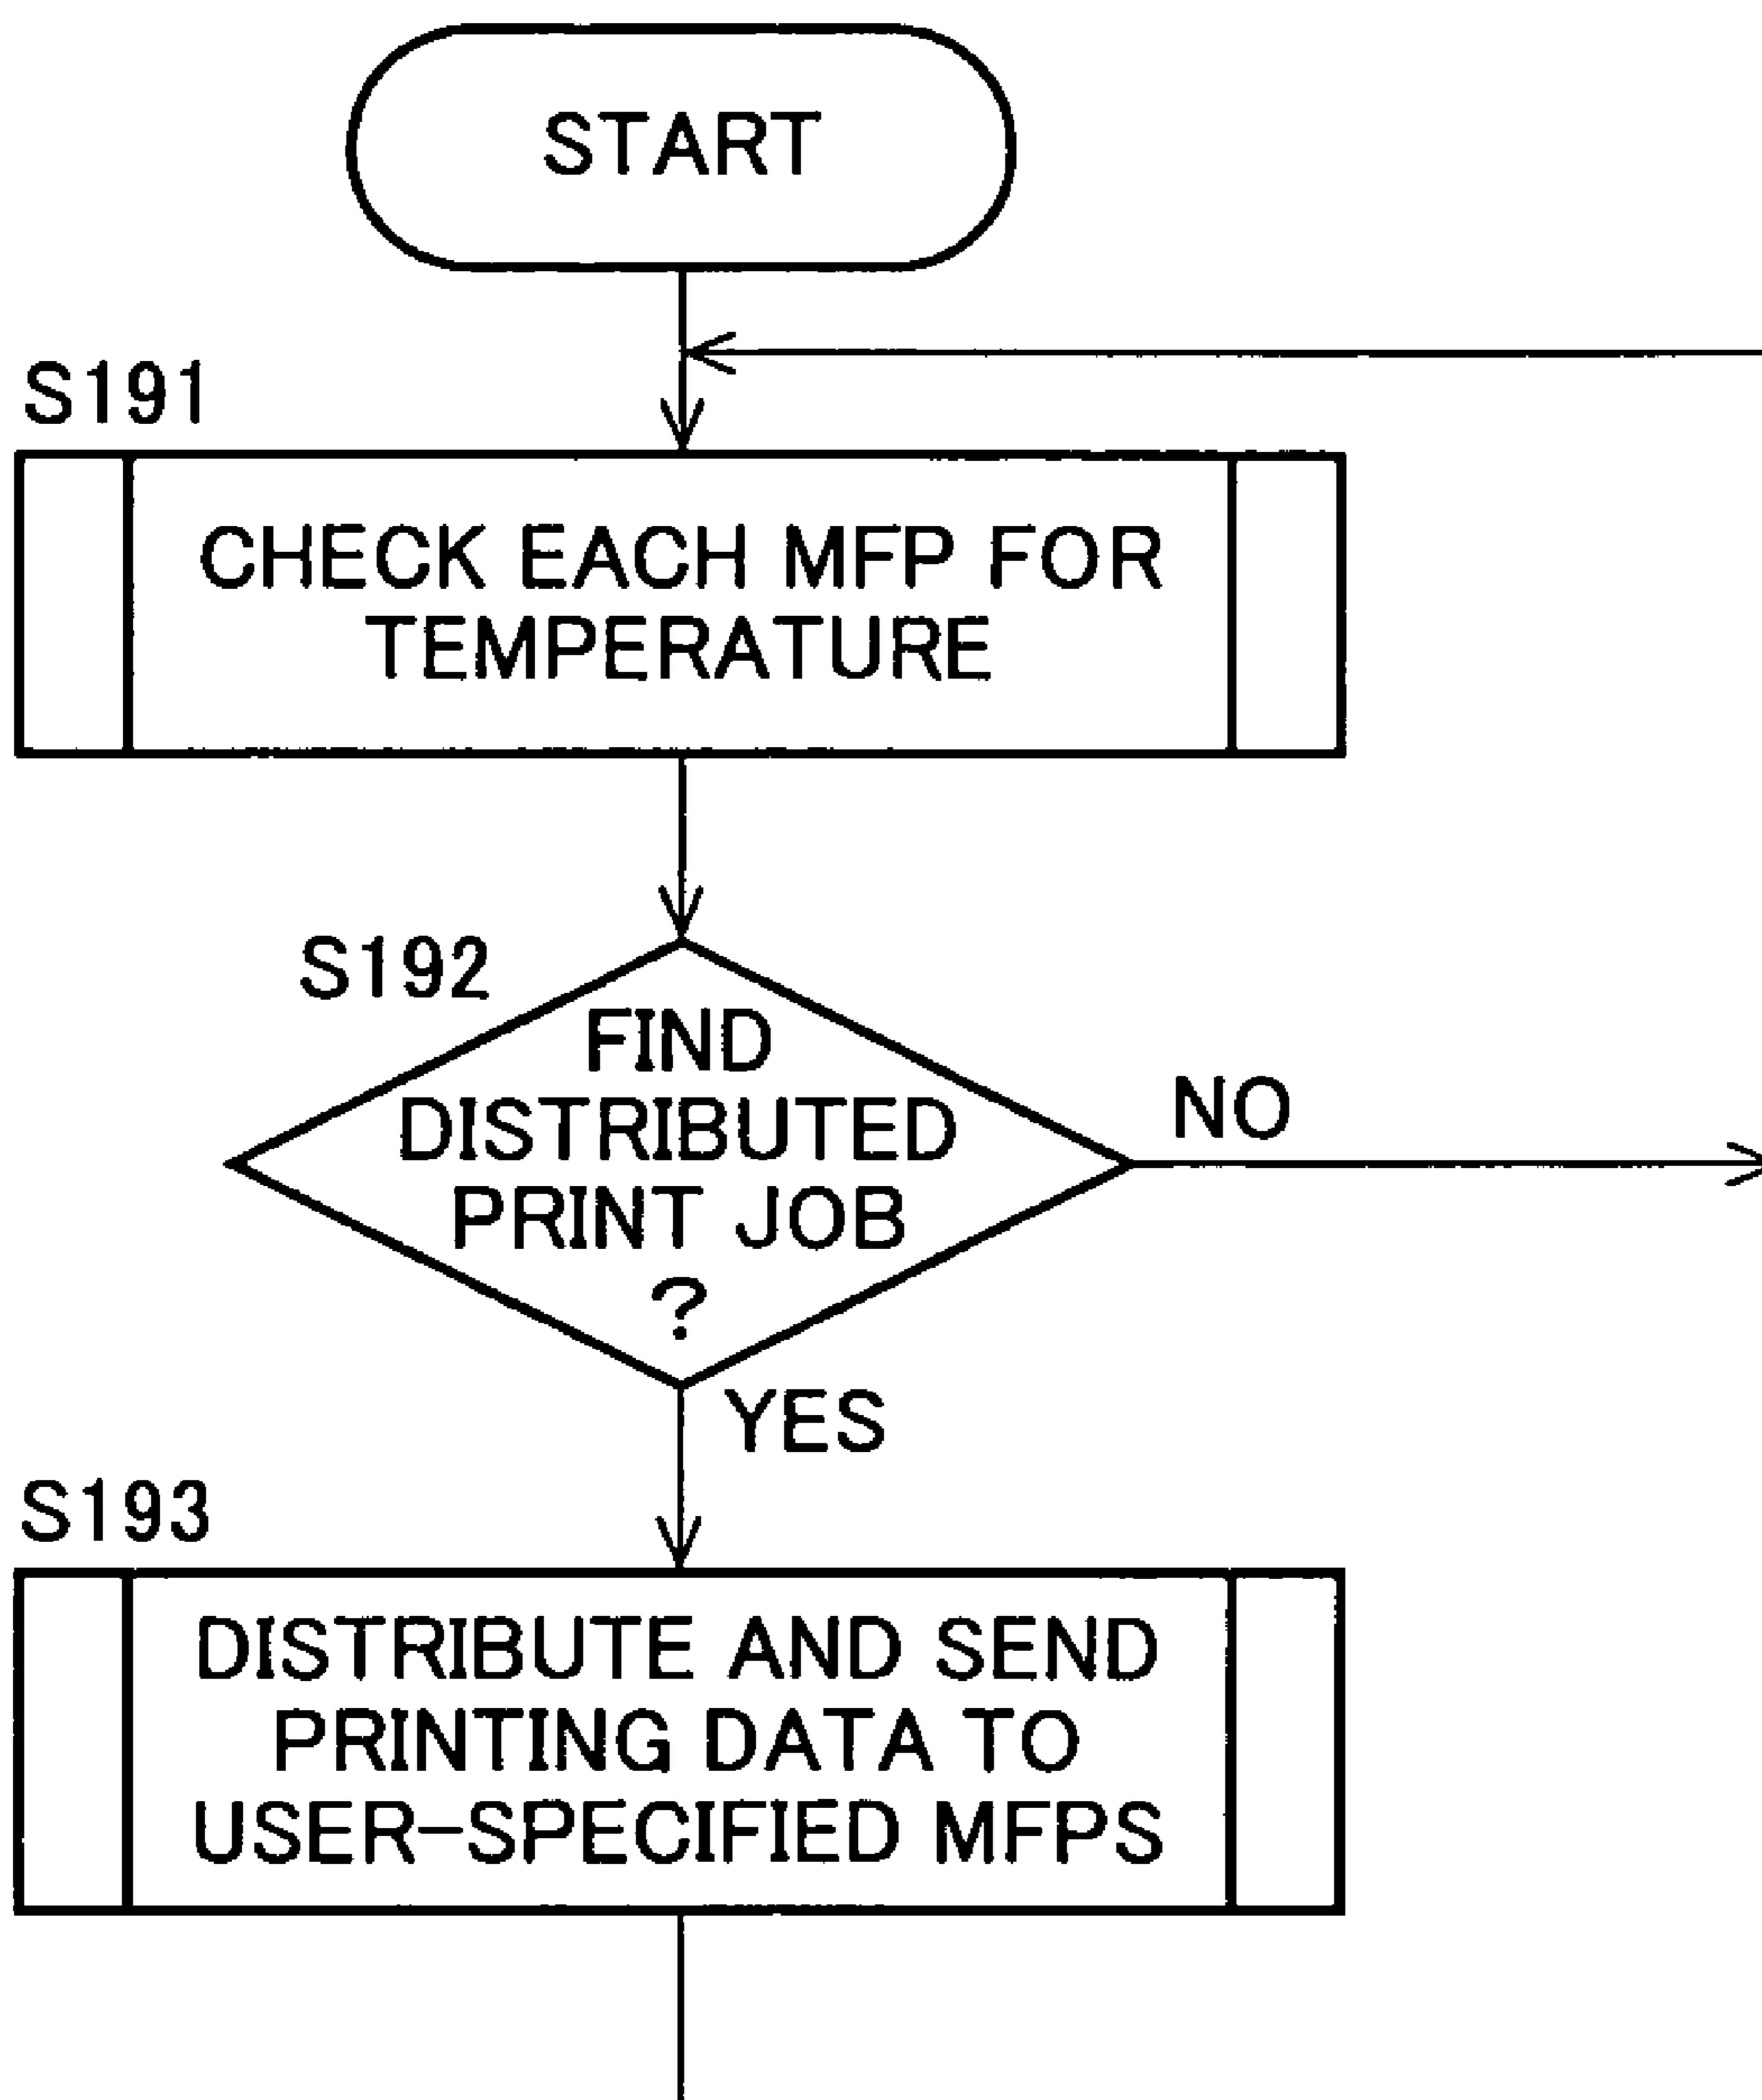 START
S191
CHECK EACH MFP FOR
TEMPERATURE
S192
FIND
DISTRIBUTED
PRINT JOB
?
NO
YES
S193
DISTRIBUTE AND SEND
PRINTING DATA TO
USER-SPECIFIED MFPS